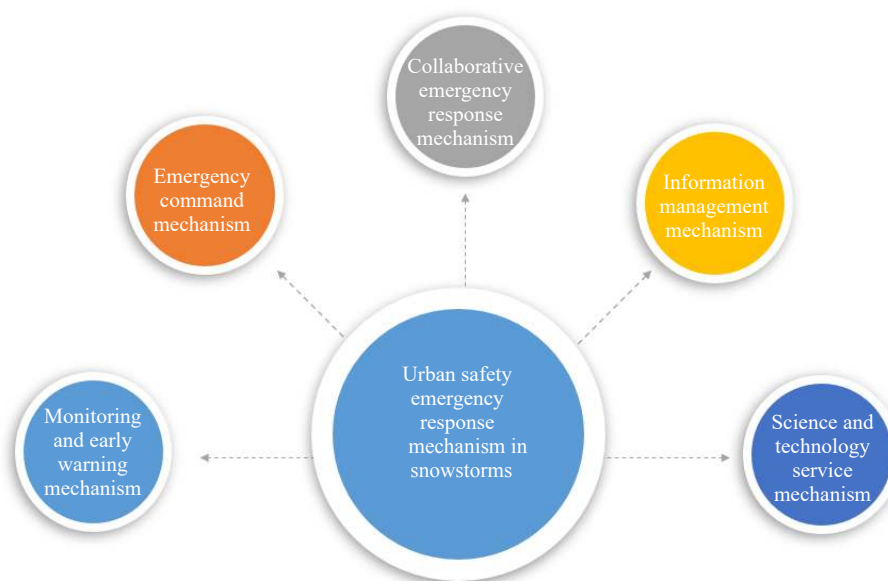 Collaborative
emergency
response
mechanism
Emergency
command
mechanism
Information
management
mechanism
Urban safety
emergency
response
mechanism in
snowstorms
Monitoring
and early
warning
mechanism
Science and
technology
service
mechanism